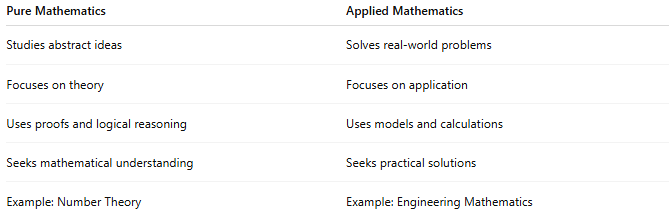 Pure Mathematics Applied Mathematics
Studies abstract ideas Solves real-world problems
Focuses on theory Focuses on application
Uses proofs and logical reasoning Uses models and calculations
Seeks mathematical understanding Seeks practical solutions
Example: Number Theory Example: Engineering Mathematics